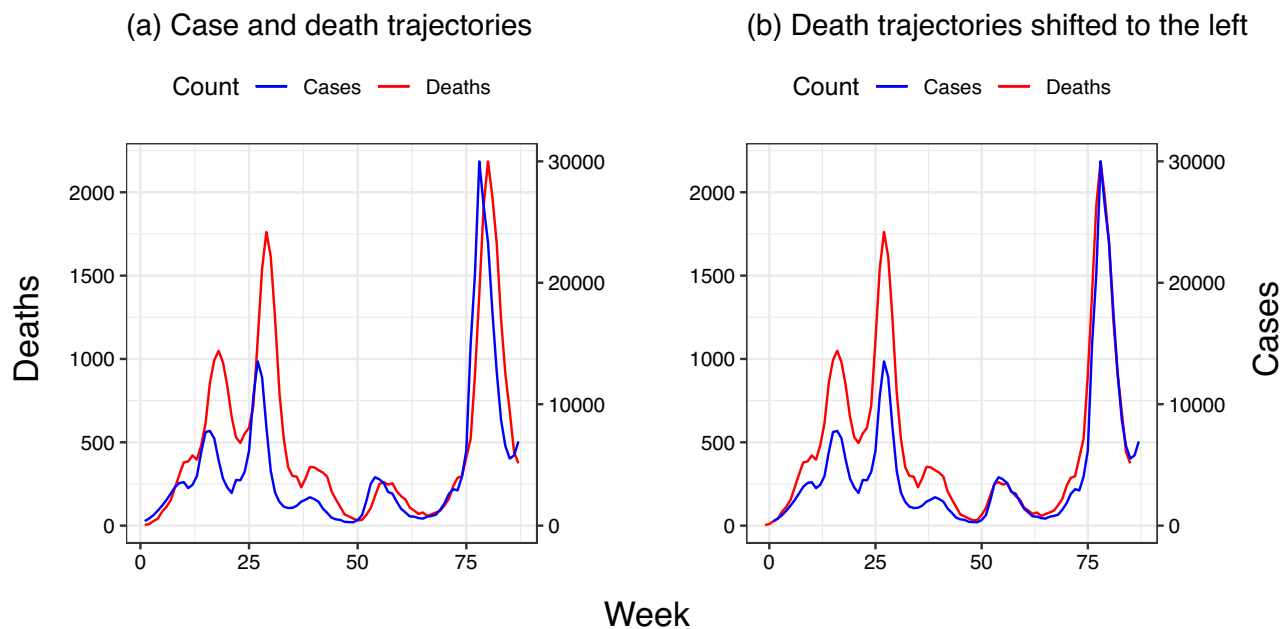 (a) Case and death trajectories
(b) Death trajectories shifted to the left
Count Cases Deaths
Count Cases Deaths
Deaths
2000
1500
1000
500
0
30000
20000
10000
0
0 25 50 75
2000
1500
1000
500
0
30000
20000
10000
0
0 25 50 75
Cases
Week